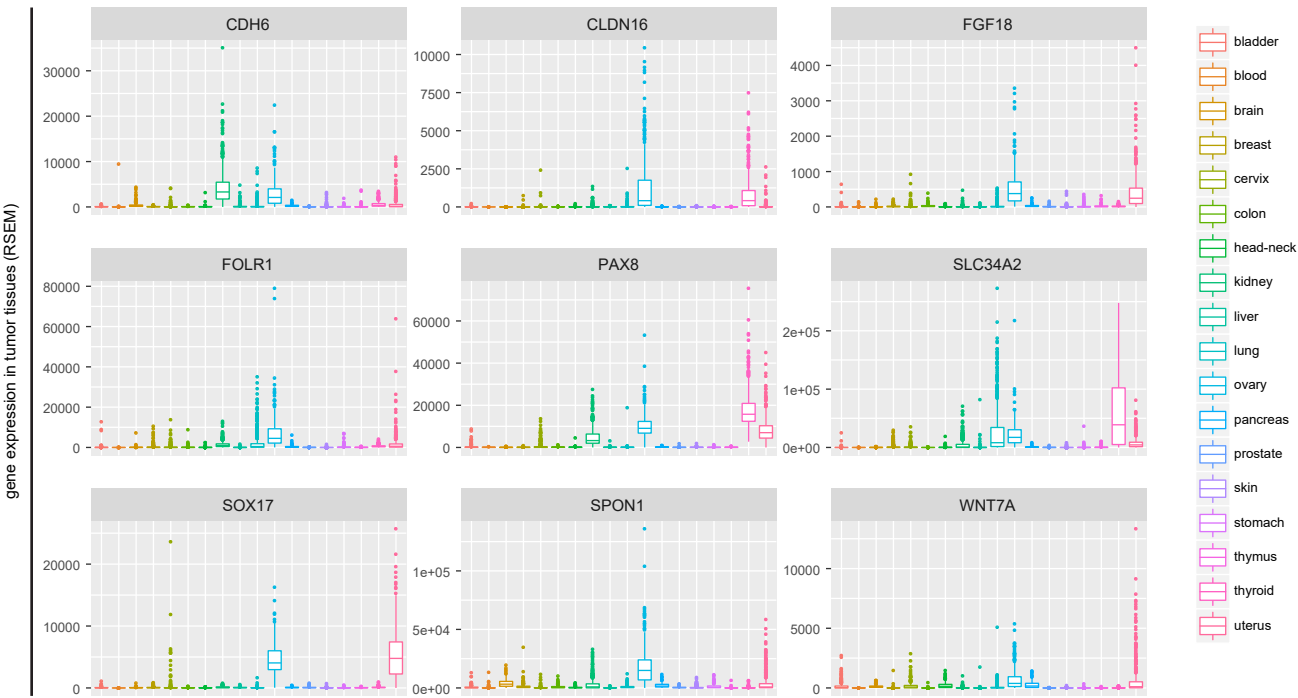 gene expression in tumor tissues (RSEM)
CDH6
30000
20000
10000
0
CLDN16
10000
7500
5000
2500
0
FGF18
4000
3000
2000
1000
0
FOLR1
80000
60000
40000
20000
0
PAX8
60000
40000
20000
0
SLC34A2
2e+05
1e+05
0e+00
SOX17
20000
10000
0
SPON1
1e+05
5e+04
0e+00
WNT7A
10000
5000
0
bladder
blood
brain
breast
cervix
colon
head-neck
kidney
liver
lung
ovary
pancreas
prostate
skin
stomach
thymus
thyroid
uterus